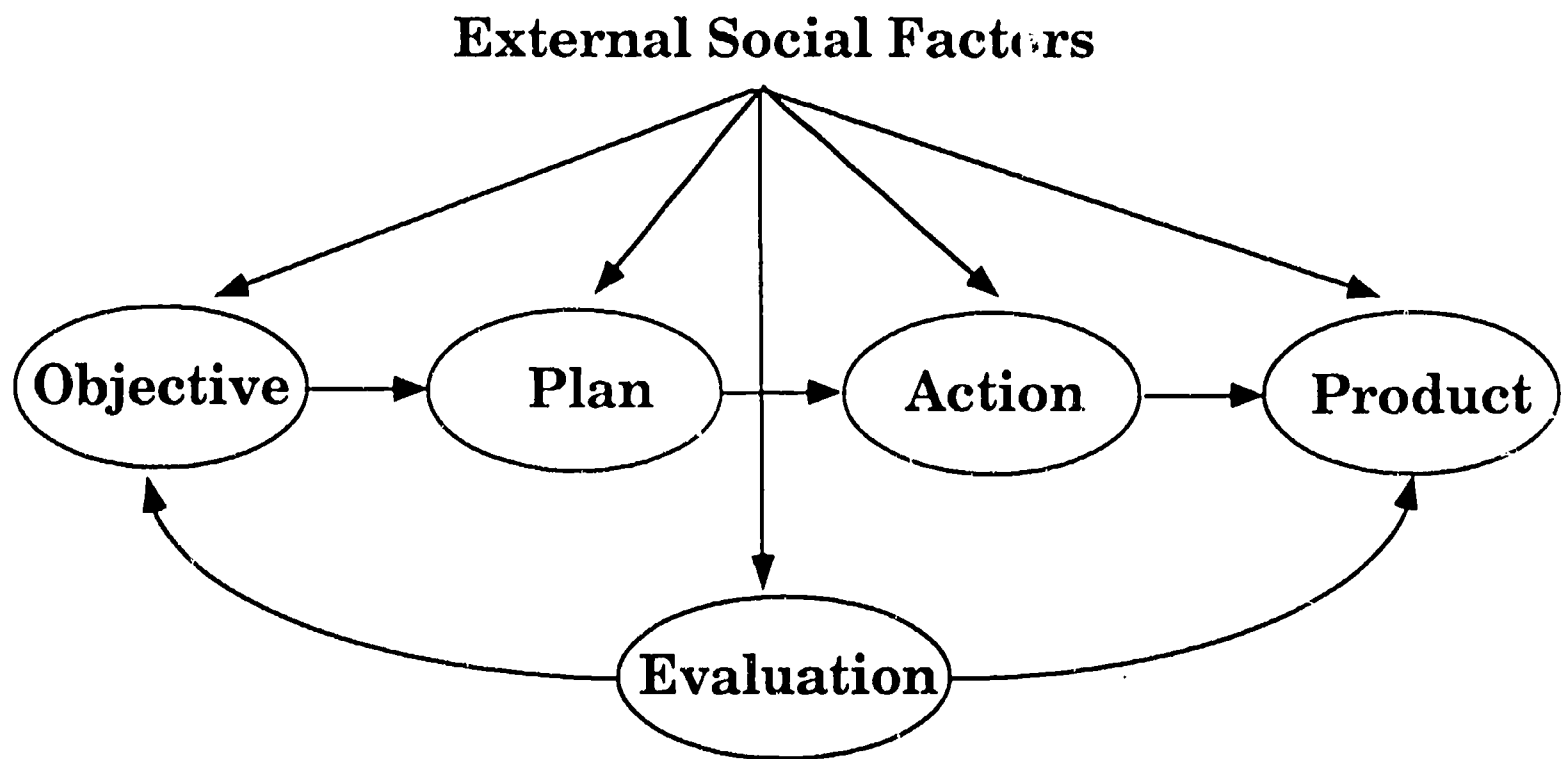 External Social Factors
Objective
Plan
Action
Product
Evaluation